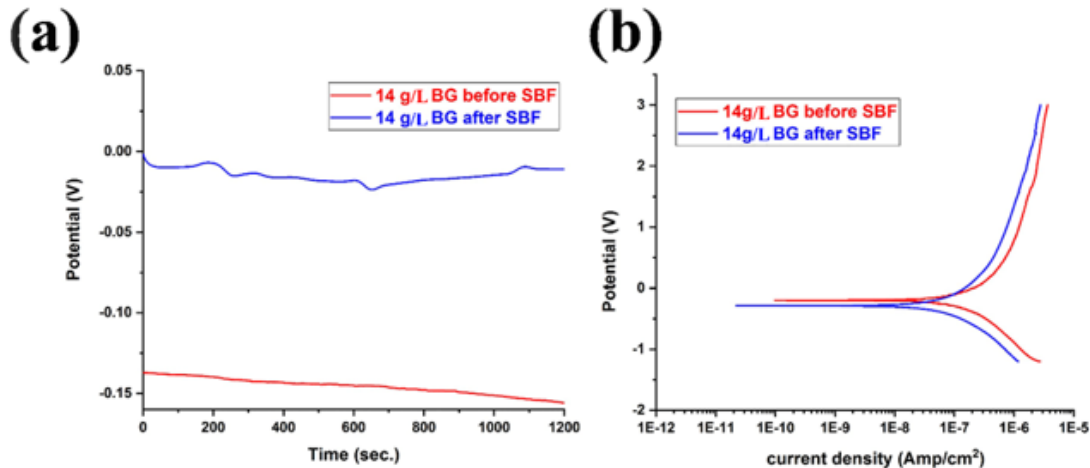 (a)
0.05
0.00
-0.05
-0.10
-0.15
Potential (V)
0
200
400
600
800
1000
1200
Time (sec.)
14 g/L BG before SBF
14 g/L BG after SBF
(b)
3
2
1
0
-1
-2
Potential (V)
1E-12
1E-11
1E-10
1E-9
1E-8
1E-7
1E-6
1E-5
current density (Amp/cm²)
14g/L BG before SBF
14g/L BG after SBF